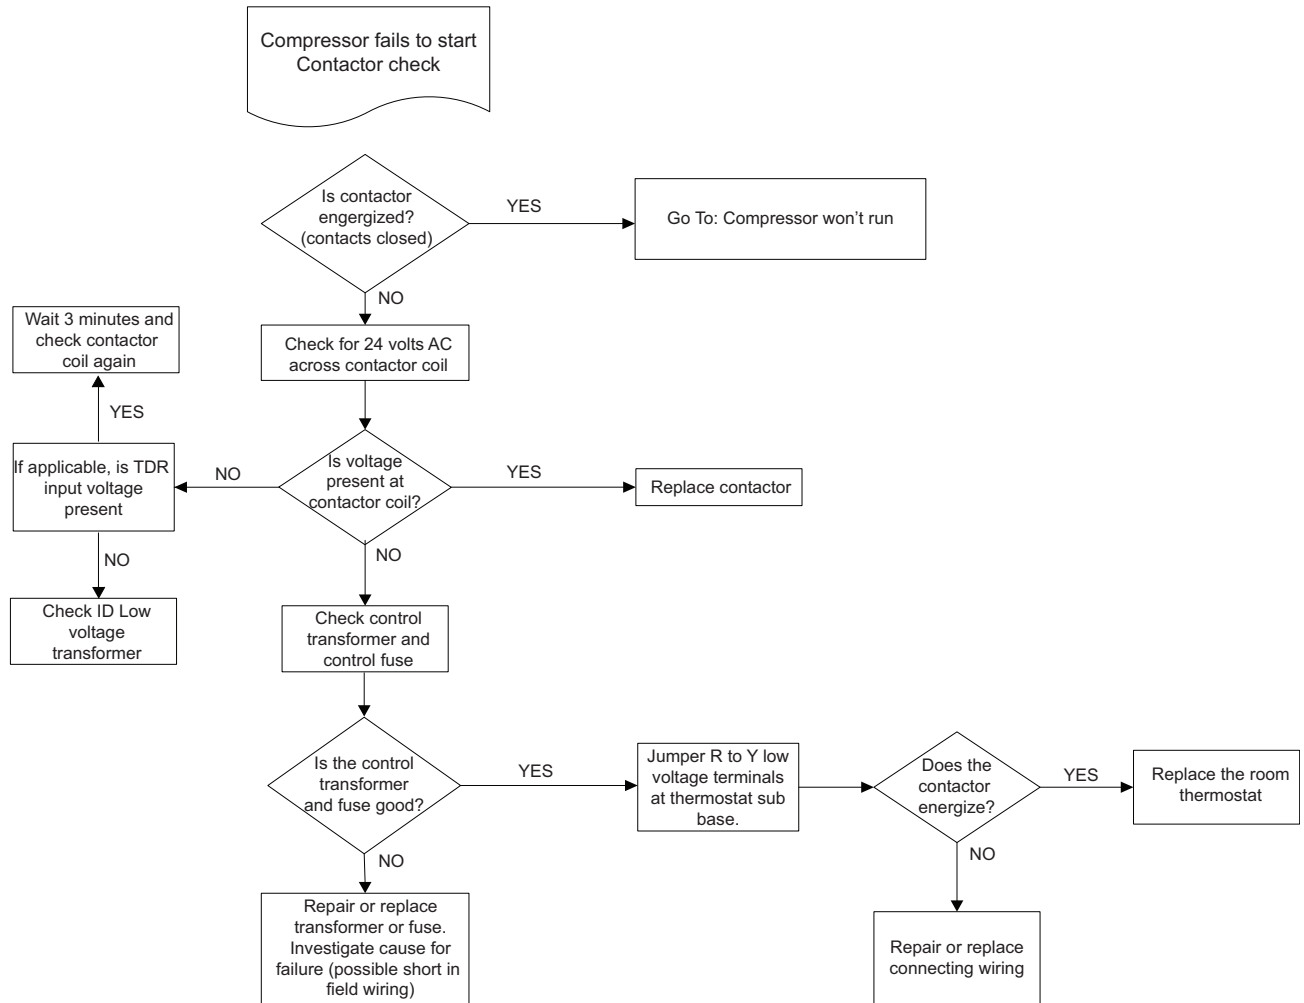 Compressor fails to start
Contactor check
Is contactor
engergized?
(contacts closed)
YES
Go To: Compressor won't run
NO
Wait 3 minutes and
check contactor
coil again
Check for 24 volts AC
across contactor coil
YES
If applicable, is TDR
input voltage
present
NO
Is voltage
present at
contactor coil?
YES
Replace contactor
NO
NO
Check ID Low
voltage
transformer
Check control
transformer and
control fuse
Is the control
transformer
and fuse good?
YES
Jumper R to Y low
voltage terminals
at thermostat sub
base.
Does the
contactor
energize?
YES
Replace the room
thermostat
NO
NO
Repair or replace
transformer or fuse.
Investigate cause for
failure (possible short in
field wiring)
Repair or replace
connecting wiring